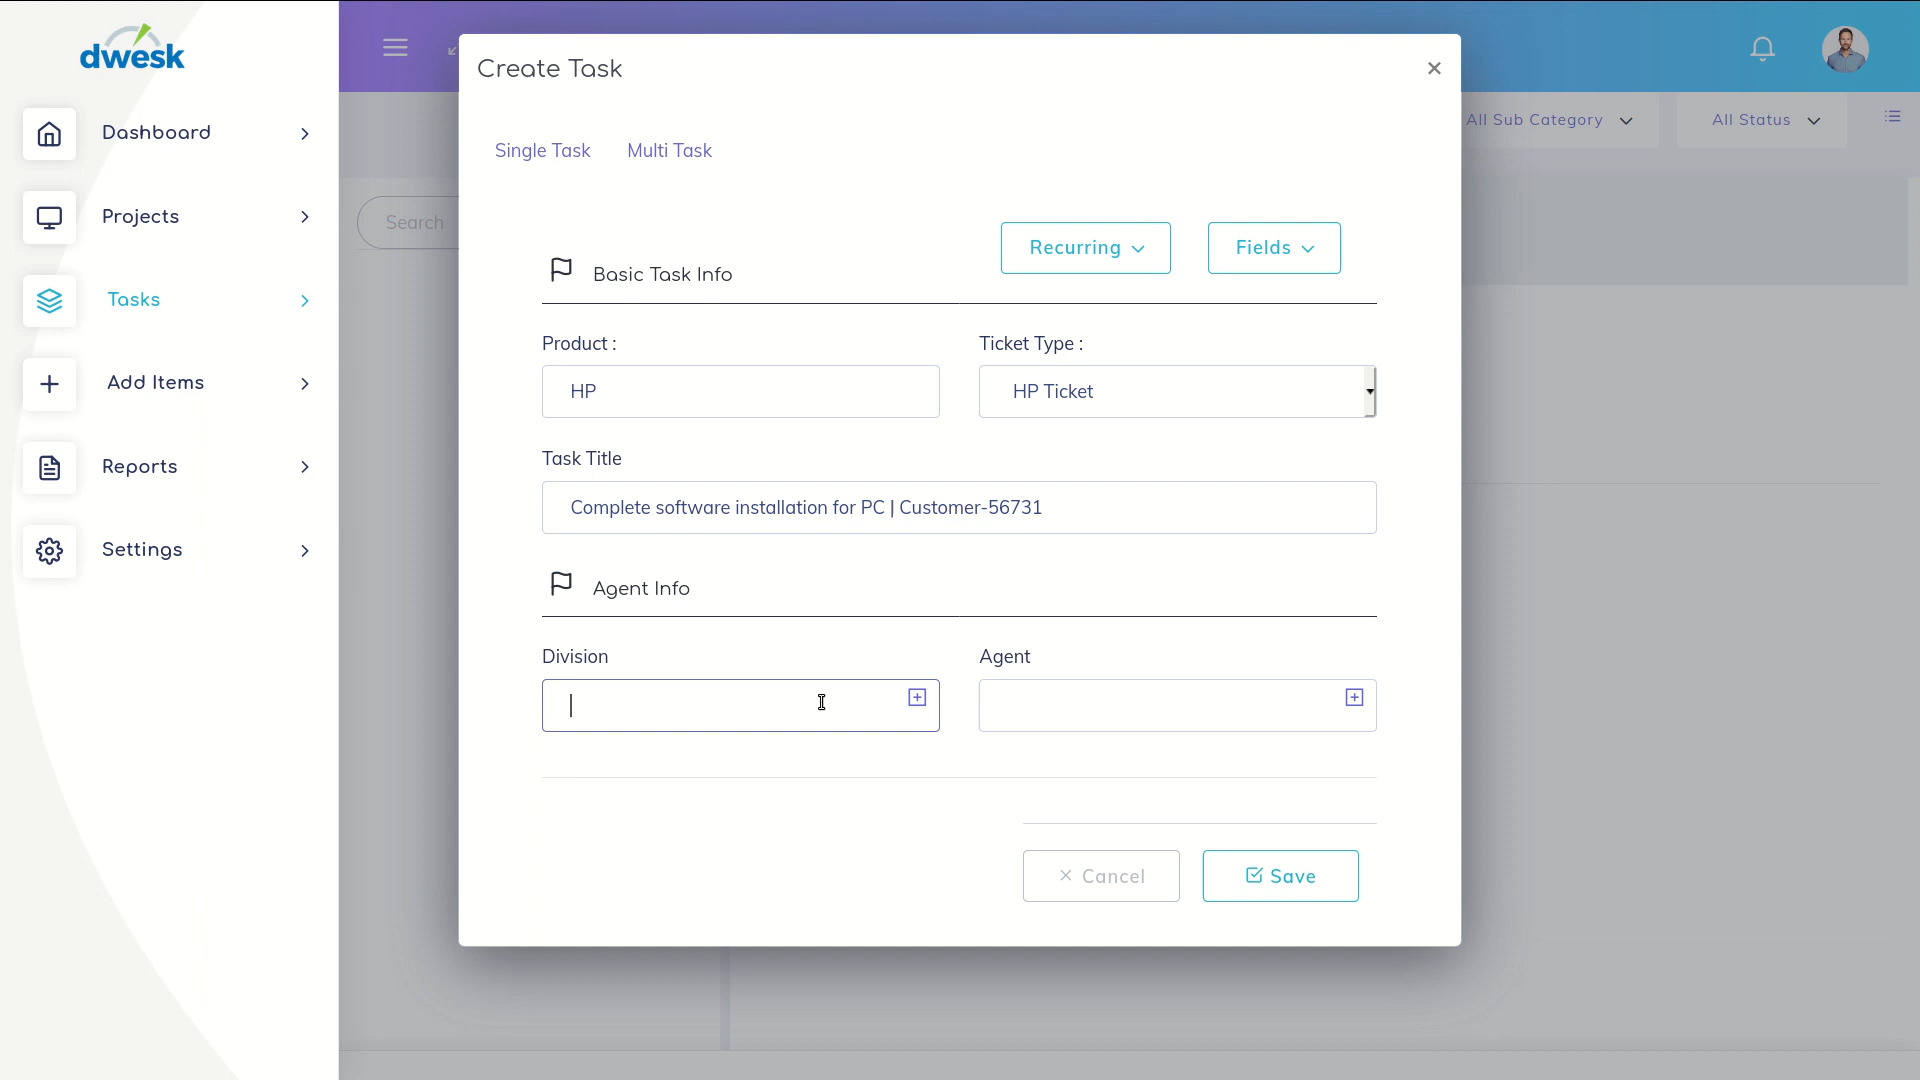 dwesk
Dashboard
Projects
Tasks
Add Items
Reports
Settings
Search
All Sub Category
All Status
Create Task
Single Task
Multi Task
Recurring
Fields
Basic Task Info
Product :
Ticket Type :
HP
HP Ticket
Task Title
Complete software installation for PC | Customer-56731
Agent Info
Division
Agent
Cancel
Save